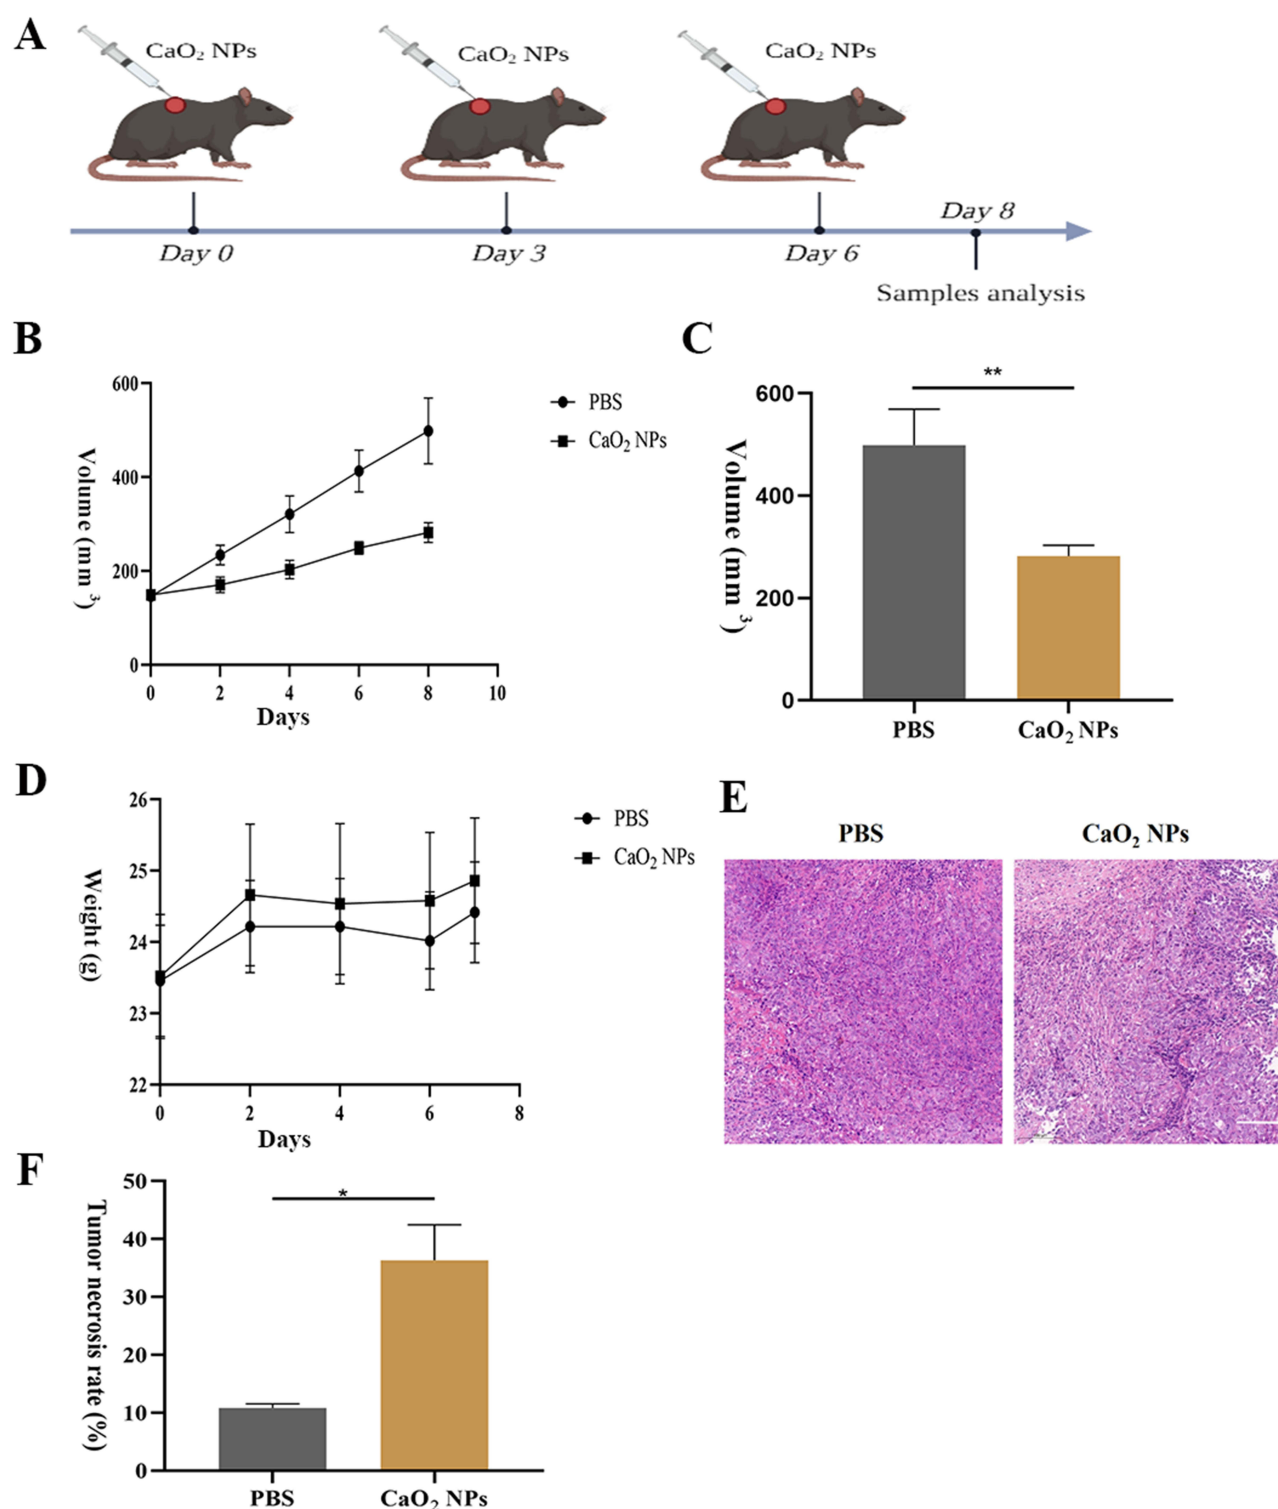 A
CaO₂ NPs
CaO₂ NPs
CaO₂ NPs
Day 0
Day 3
Day 6
Day 8
Samples analysis
B
Volume (mm³)
600
400
200
0
0 2 4 6 8 10
Days
PBS
CaO₂ NPs
C
**
Volume (mm³)
600
400
200
0
PBS
CaO₂ NPs
D
Weight (g)
26
25
24
23
22
0 2 4 6 8
Days
PBS
CaO₂ NPs
E
PBS
CaO₂ NPs
F
*
Tumor necrosis rate (%)
50
40
30
20
10
0
PBS
CaO₂ NPs